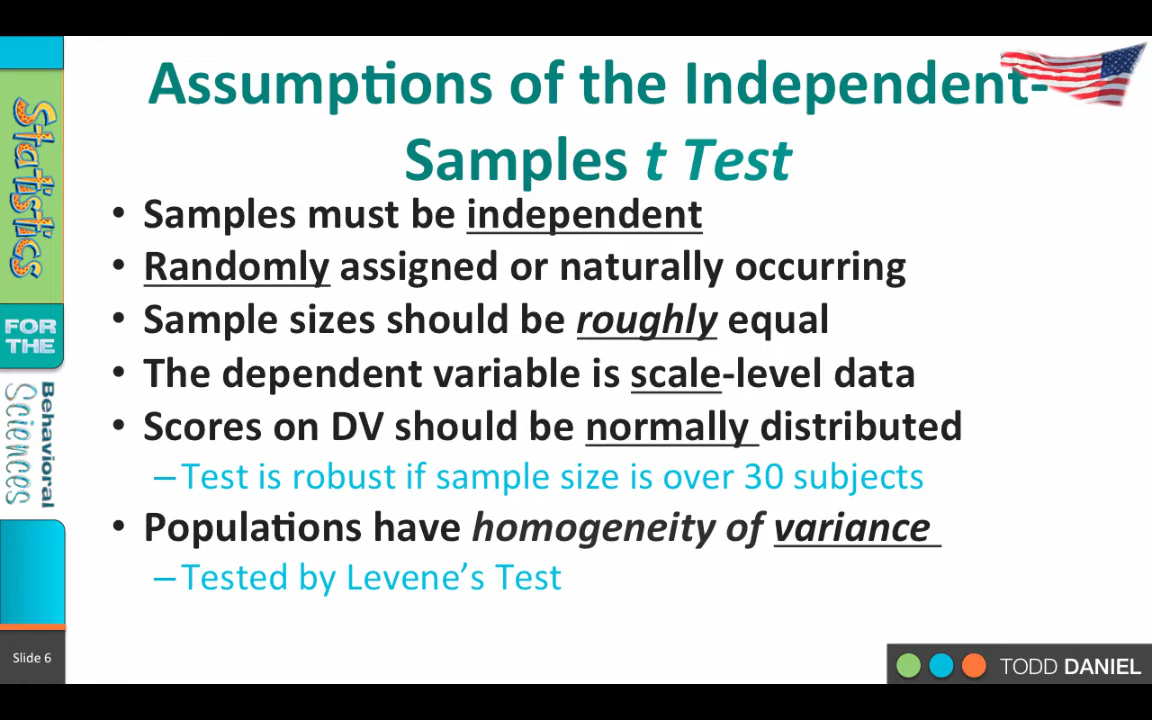 Assumptions of the Independent-
Samples t Test
• Samples must be independent
• Randomly assigned or naturally occurring
• Sample sizes should be roughly equal
• The dependent variable is scale-level data
• Scores on DV should be normally distributed
–Test is robust if sample size is over 30 subjects
• Populations have homogeneity of variance
–Tested by Levene's Test
Statistics
FOR THE
Behavioral
Sciences
Slide 6
TODD DANIEL